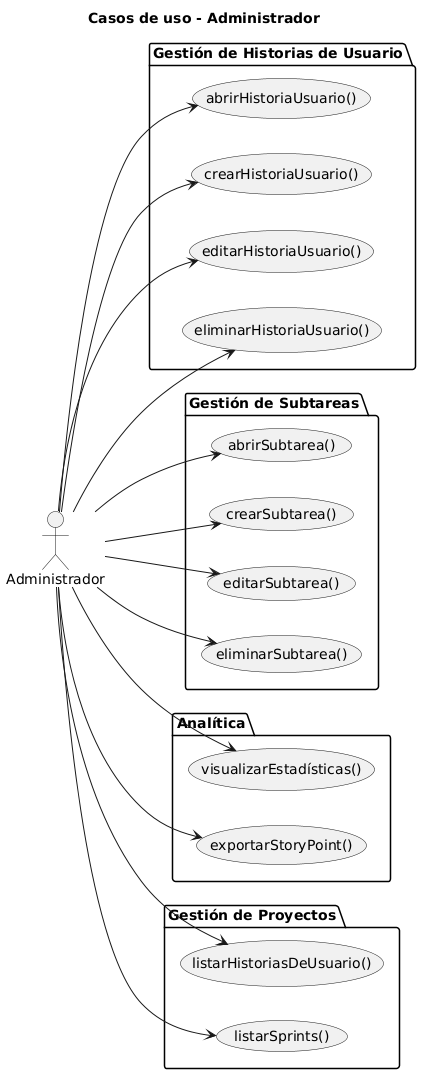 Casos de uso - Administrador
Gestión de Historias de Usuario
abrirHistoriaUsuario()
crearHistoriaUsuario()
editarHistoriaUsuario()
eliminarHistoriaUsuario()
Gestión de Subtareas
abrirSubtarea()
crearSubtarea()
editarSubtarea()
eliminarSubtarea()
Administrador
Analítica
visualizarEstadísticas()
exportarStoryPoint()
Gestión de Proyectos
listarHistoriasDeUsuario()
listarSprints()